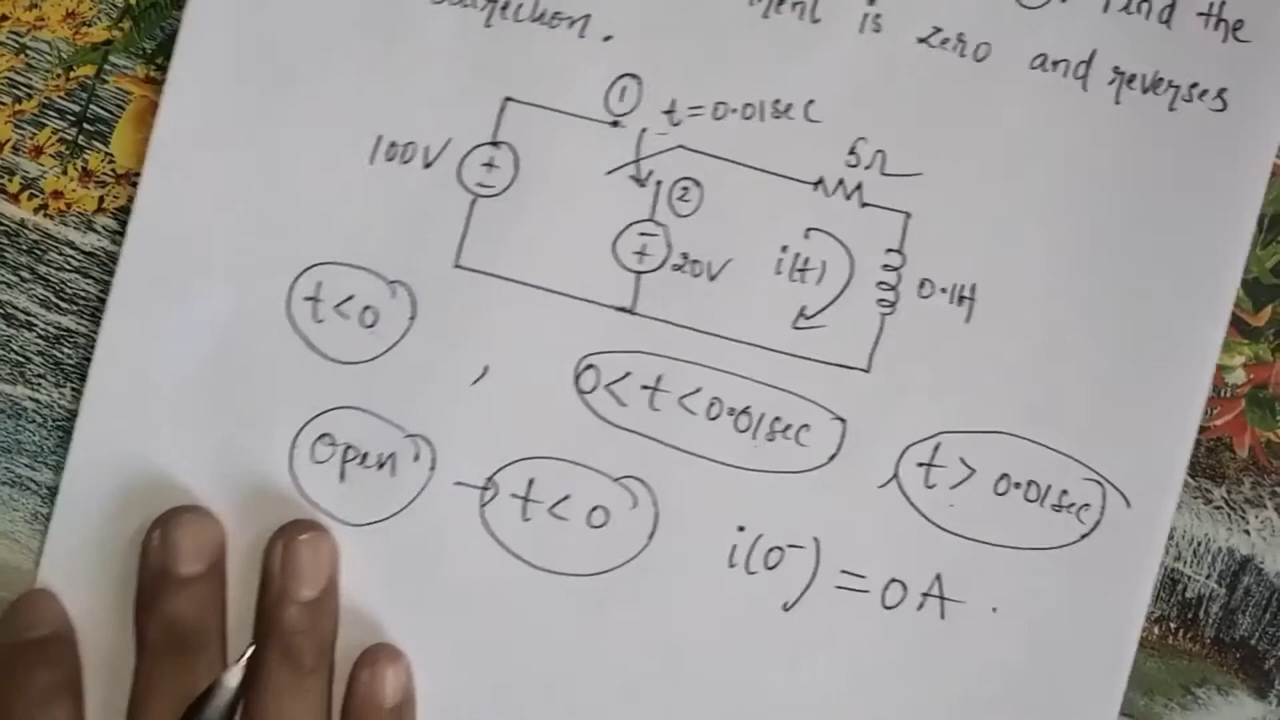 Find the
is zero and reverses
①
t=0.01sec
100V
+
-
5Ω
②
-
+
20V
i(t)
0.1H
t<0
,
0<t<0.01sec
, t> 0.01sec
Open → t<0
i(0-) = 0A.